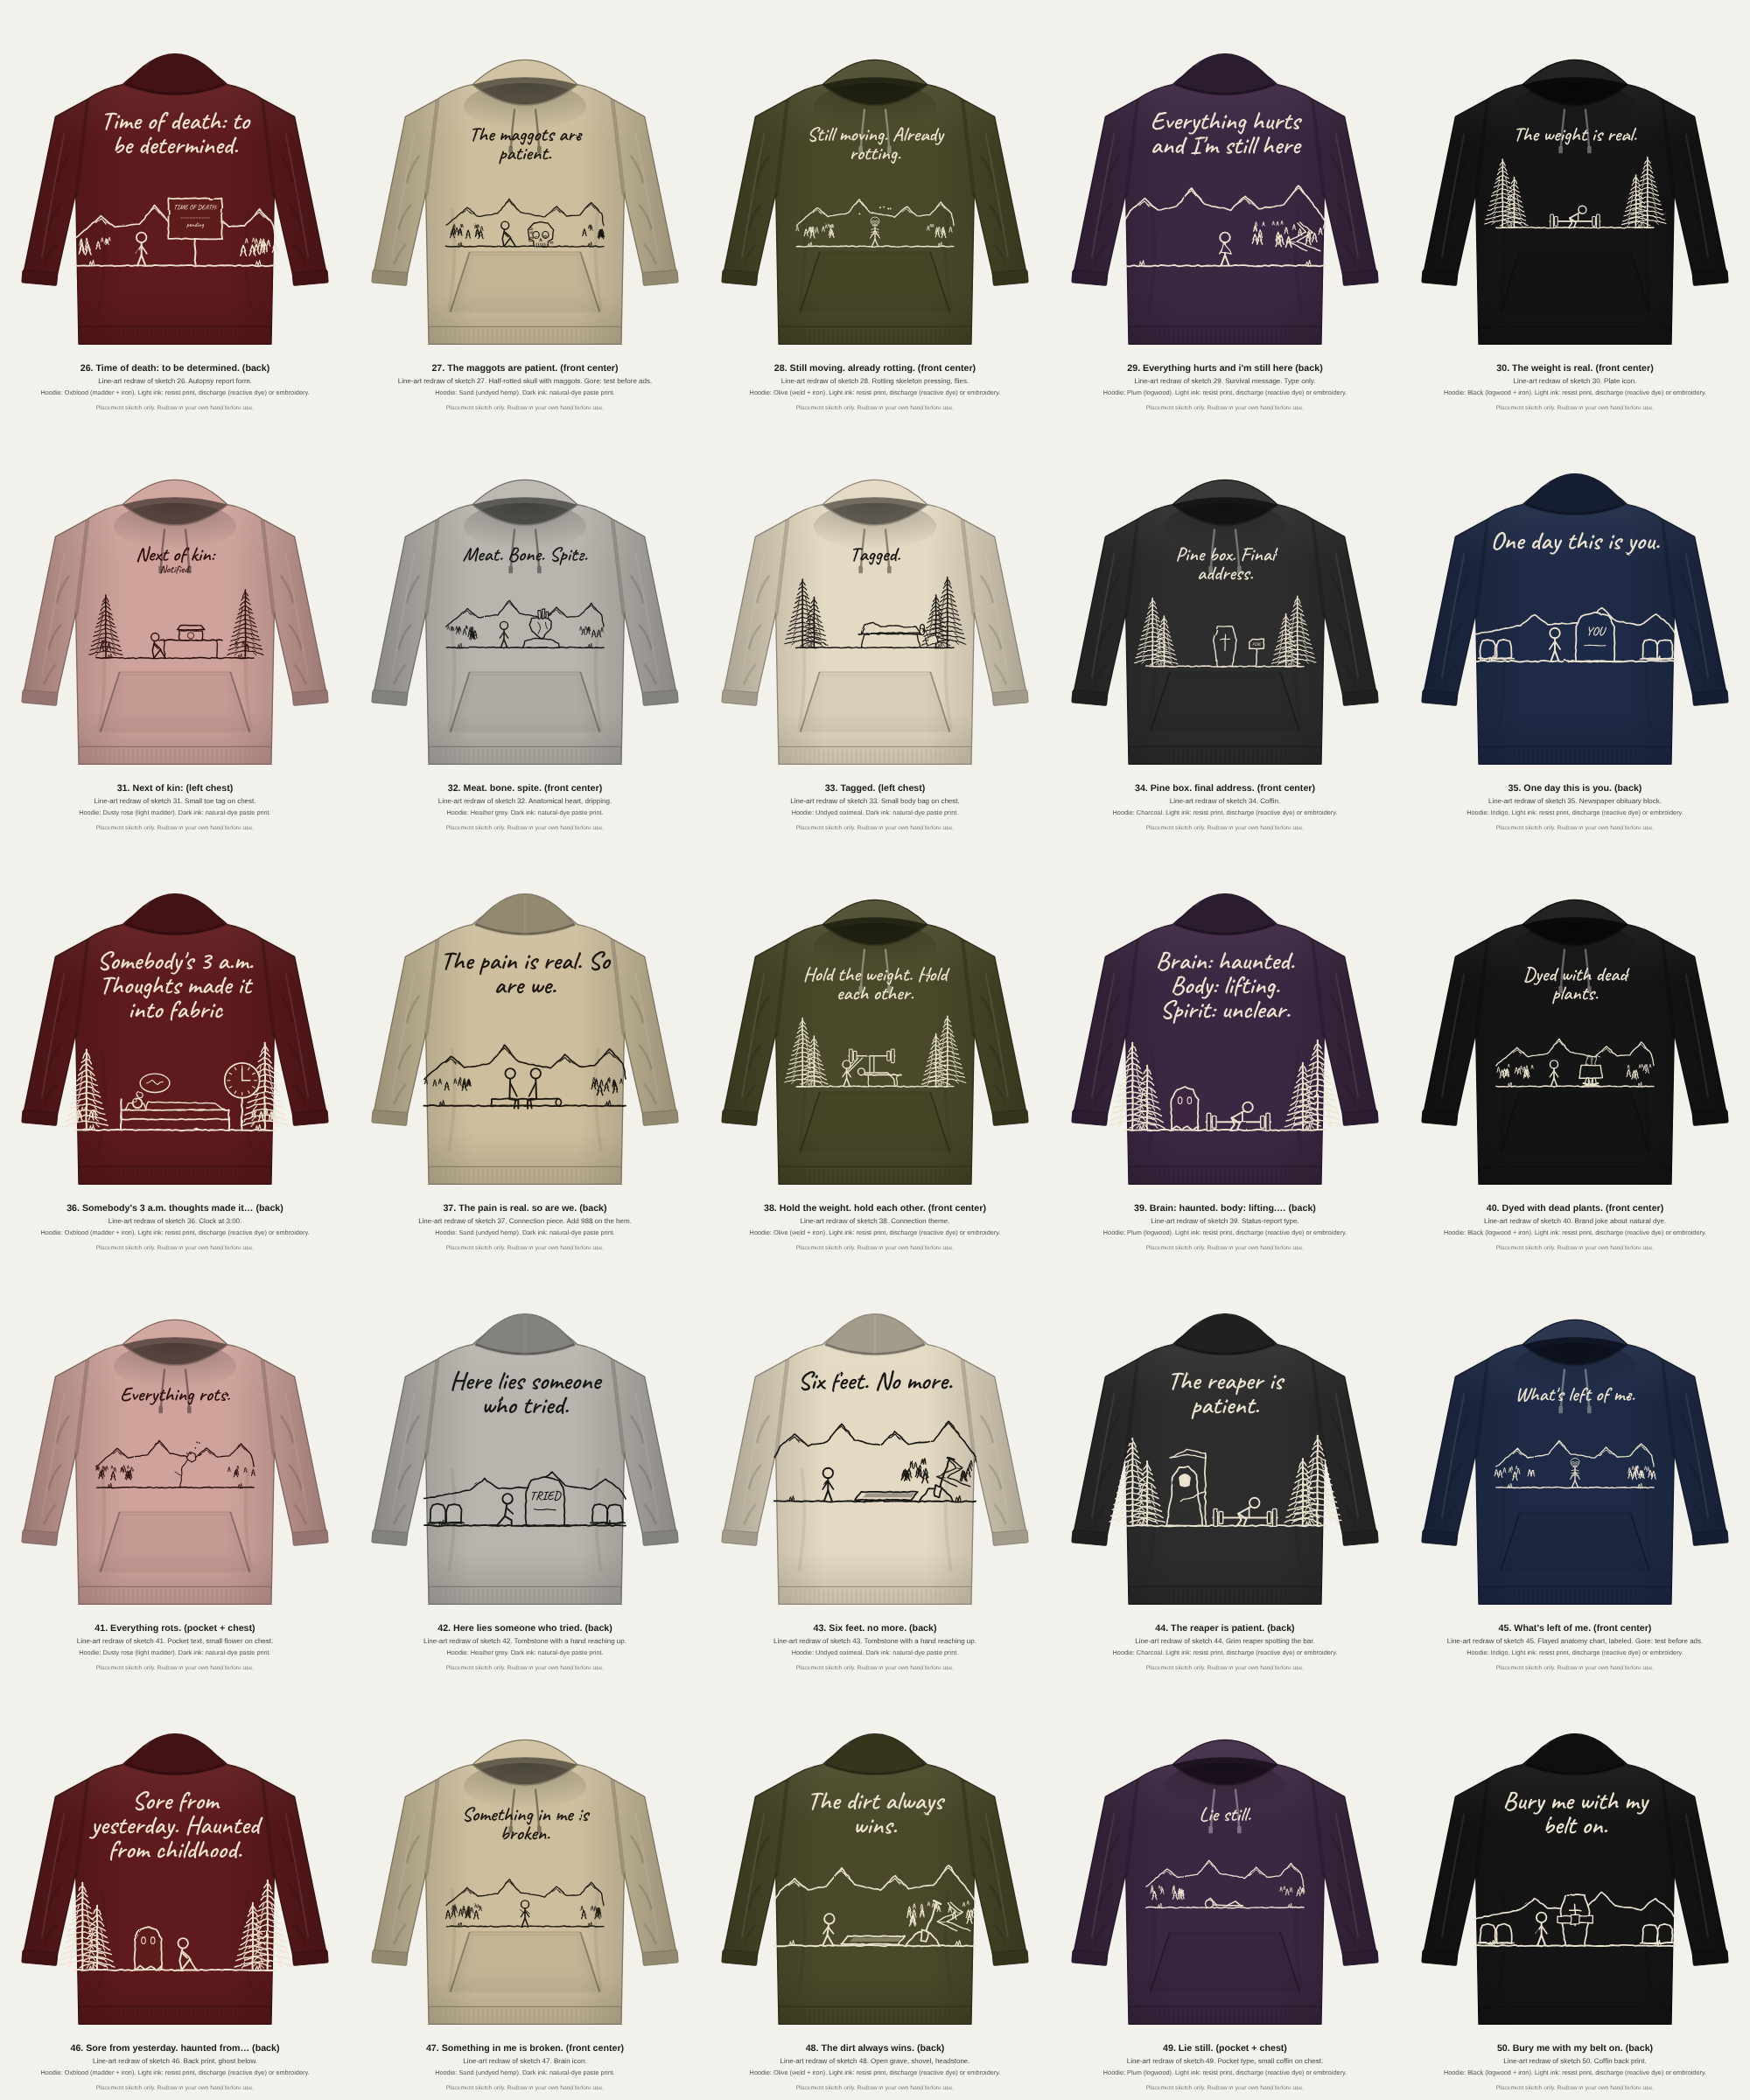 Time of death: to
be determined.
TIME OF DEATH:
pending
26. Time of death: to be determined. (back)
Line-art redraw of sketch 26. Autopsy report form.
Hoodie: Oxblood (madder + iron). Light ink: resist print, discharge (reactive dye) or embroidery.
Placement sketch only. Redraw in your own hand before use.
The maggots are
patient.
27. The maggots are patient. (front center)
Line-art redraw of sketch 27. Half-rotted skull with maggots. Gore: test before ads.
Hoodie: Sand (undyed hemp). Dark ink: natural-dye paste print.
Placement sketch only. Redraw in your own hand before use.
Still moving. Already
rotting.
28. Still moving. already rotting. (front center)
Line-art redraw of sketch 28. Rotting skeleton pressing, flies.
Hoodie: Olive (weld + iron). Light ink: resist print, discharge (reactive dye) or embroidery.
Placement sketch only. Redraw in your own hand before use.
Everything hurts
and I'm still here
29. Everything hurts and i'm still here (back)
Line-art redraw of sketch 29. Survival message. Type only.
Hoodie: Plum (logwood). Light ink: resist print, discharge (reactive dye) or embroidery.
Placement sketch only. Redraw in your own hand before use.
The weight is real.
30. The weight is real. (front center)
Line-art redraw of sketch 30. Plate icon.
Hoodie: Black (logwood + iron). Light ink: resist print, discharge (reactive dye) or embroidery.
Placement sketch only. Redraw in your own hand before use.
Next of kin:
Notified.
31. Next of kin: (left chest)
Line-art redraw of sketch 31. Small toe tag on chest.
Hoodie: Dusty rose (light madder). Dark ink: natural-dye paste print.
Placement sketch only. Redraw in your own hand before use.
Meat. Bone. Spite.
32. Meat. bone. spite. (front center)
Line-art redraw of sketch 32. Anatomical heart, dripping.
Hoodie: Heather grey. Dark ink: natural-dye paste print.
Placement sketch only. Redraw in your own hand before use.
Tagged.
33. Tagged. (left chest)
Line-art redraw of sketch 33. Small body bag on chest.
Hoodie: Undyed oatmeal. Dark ink: natural-dye paste print.
Placement sketch only. Redraw in your own hand before use.
Pine box. Final
address.
34. Pine box. final address. (front center)
Line-art redraw of sketch 34. Coffin.
Hoodie: Charcoal. Light ink: resist print, discharge (reactive dye) or embroidery.
Placement sketch only. Redraw in your own hand before use.
One day this is you.
YOU
35. One day this is you. (back)
Line-art redraw of sketch 35. Newspaper obituary block.
Hoodie: Indigo. Light ink: resist print, discharge (reactive dye) or embroidery.
Placement sketch only. Redraw in your own hand before use.
Somebody's 3 a.m.
Thoughts made it
into fabric
36. Somebody's 3 a.m. thoughts made it… (back)
Line-art redraw of sketch 36. Clock at 3:00.
Hoodie: Oxblood (madder + iron). Light ink: resist print, discharge (reactive dye) or embroidery.
Placement sketch only. Redraw in your own hand before use.
The pain is real. So
are we.
37. The pain is real. so are we. (back)
Line-art redraw of sketch 37. Connection piece. Add 988 on the hem.
Hoodie: Sand (undyed hemp). Dark ink: natural-dye paste print.
Placement sketch only. Redraw in your own hand before use.
Hold the weight. Hold
each other.
38. Hold the weight. hold each other. (front center)
Line-art redraw of sketch 38. Connection theme.
Hoodie: Olive (weld + iron). Light ink: resist print, discharge (reactive dye) or embroidery.
Placement sketch only. Redraw in your own hand before use.
Brain: haunted.
Body: lifting.
Spirit: unclear.
39. Brain: haunted. body: lifting.… (back)
Line-art redraw of sketch 39. Status-report type.
Hoodie: Plum (logwood). Light ink: resist print, discharge (reactive dye) or embroidery.
Placement sketch only. Redraw in your own hand before use.
Dyed with dead
plants.
40. Dyed with dead plants. (front center)
Line-art redraw of sketch 40. Brand joke about natural dye.
Hoodie: Black (logwood + iron). Light ink: resist print, discharge (reactive dye) or embroidery.
Placement sketch only. Redraw in your own hand before use.
Everything rots.
41. Everything rots. (pocket + chest)
Line-art redraw of sketch 41. Pocket text, small flower on chest.
Hoodie: Dusty rose (light madder). Dark ink: natural-dye paste print.
Placement sketch only. Redraw in your own hand before use.
Here lies someone
who tried.
TRIED
42. Here lies someone who tried. (back)
Line-art redraw of sketch 42. Tombstone with a hand reaching up.
Hoodie: Heather grey. Dark ink: natural-dye paste print.
Placement sketch only. Redraw in your own hand before use.
Six feet. No more.
43. Six feet. no more. (back)
Line-art redraw of sketch 43. Tombstone with a hand reaching up.
Hoodie: Undyed oatmeal. Dark ink: natural-dye paste print.
Placement sketch only. Redraw in your own hand before use.
The reaper is
patient.
44. The reaper is patient. (back)
Line-art redraw of sketch 44. Grim reaper spotting the bar.
Hoodie: Charcoal. Light ink: resist print, discharge (reactive dye) or embroidery.
Placement sketch only. Redraw in your own hand before use.
What's left of me.
45. What's left of me. (front center)
Line-art redraw of sketch 45. Flayed anatomy chart, labeled. Gore: test before ads.
Hoodie: Indigo. Light ink: resist print, discharge (reactive dye) or embroidery.
Placement sketch only. Redraw in your own hand before use.
Sore from
yesterday. Haunted
from childhood.
46. Sore from yesterday. haunted from… (back)
Line-art redraw of sketch 46. Back print, ghost below.
Hoodie: Oxblood (madder + iron). Light ink: resist print, discharge (reactive dye) or embroidery.
Placement sketch only. Redraw in your own hand before use.
Something in me is
broken.
47. Something in me is broken. (front center)
Line-art redraw of sketch 47. Brain icon.
Hoodie: Sand (undyed hemp). Dark ink: natural-dye paste print.
Placement sketch only. Redraw in your own hand before use.
The dirt always
wins.
48. The dirt always wins. (back)
Line-art redraw of sketch 48. Open grave, shovel, headstone.
Hoodie: Olive (weld + iron). Light ink: resist print, discharge (reactive dye) or embroidery.
Placement sketch only. Redraw in your own hand before use.
Lie still.
49. Lie still. (pocket + chest)
Line-art redraw of sketch 49. Pocket type, small coffin on chest.
Hoodie: Plum (logwood). Light ink: resist print, discharge (reactive dye) or embroidery.
Placement sketch only. Redraw in your own hand before use.
Bury me with my
belt on.
50. Bury me with my belt on. (back)
Line-art redraw of sketch 50. Coffin back print.
Hoodie: Black (logwood + iron). Light ink: resist print, discharge (reactive dye) or embroidery.
Placement sketch only. Redraw in your own hand before use.